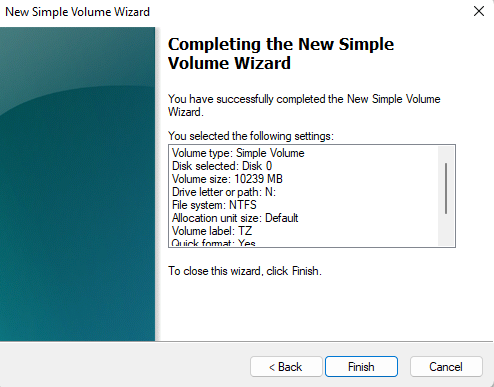 New Simple Volume Wizard
Completing the New Simple
Volume Wizard
You have successfully completed the New Simple Volume
Wizard.
You selected the following settings:
Volume type: Simple Volume
Disk selected: Disk 0
Volume size: 10239 MB
Drive letter or path: N:
File system: NTFS
Allocation unit size: Default
Volume label: TZ
Quick format: Yes
To close this wizard, click Finish.
< Back
Finish
Cancel